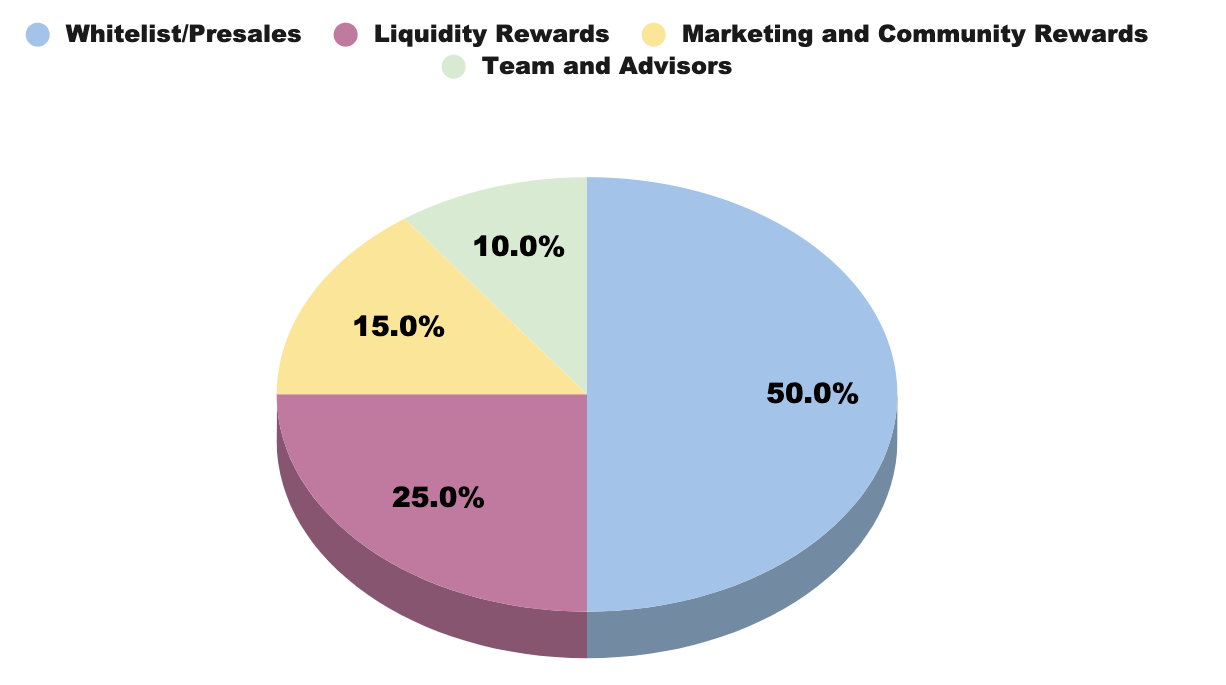 Whitelist/Presales Liquidity Rewards Marketing and Community Rewards
Team and Advisors
10.0%
15.0%
50.0%
25.0%